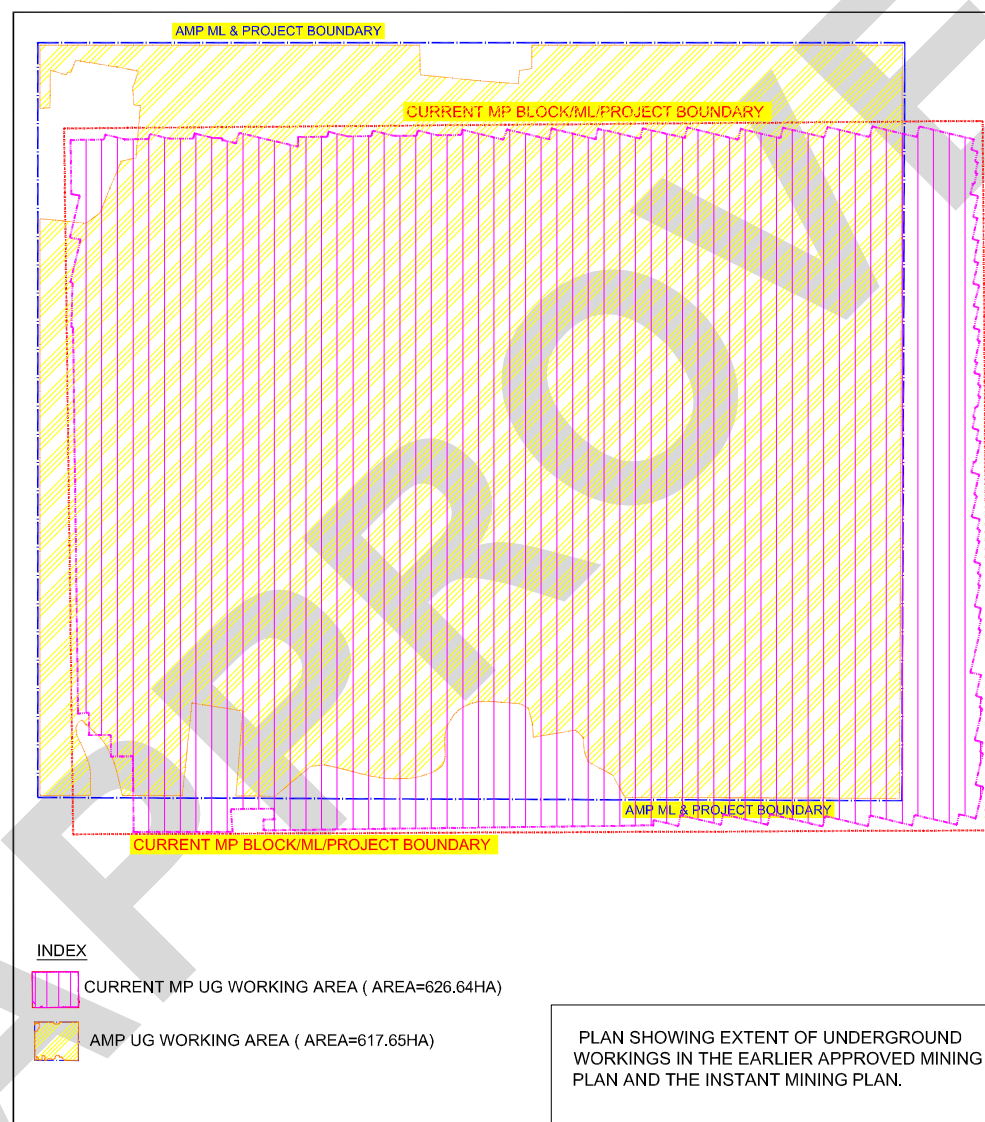 AMP ML & PROJECT BOUNDARY
CURRENT MP BLOCK/ML/PROJECT BOUNDARY
AMP ML & PROJECT BOUNDARY
CURRENT MP BLOCK/ML/PROJECT BOUNDARY
INDEX
CURRENT MP UG WORKING AREA ( AREA=626.64HA)
AMP UG WORKING AREA ( AREA=617.65HA)
PLAN SHOWING EXTENT OF UNDERGROUND
WORKINGS IN THE EARLIER APPROVED MINING
PLAN AND THE INSTANT MINING PLAN.
APPROVE